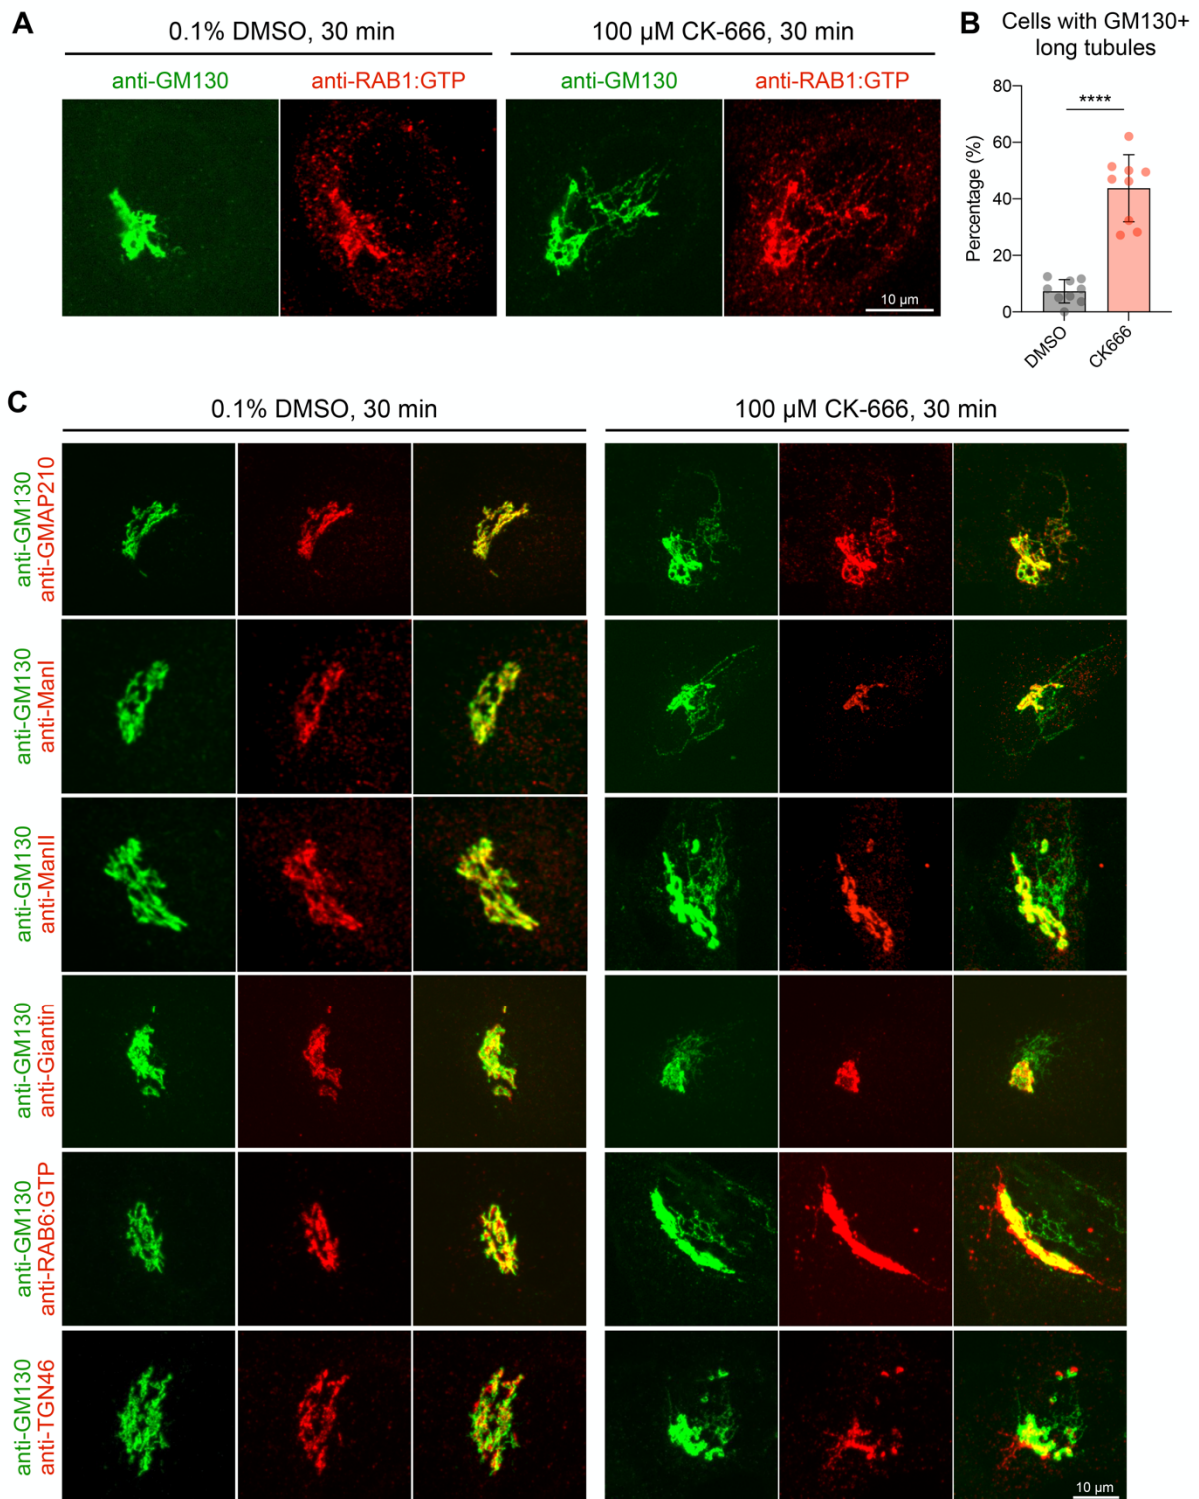 A
0.1% DMSO, 30 min
100 µM CK-666, 30 min
anti-GM130
anti-RAB1:GTP
anti-GM130
anti-RAB1:GTP
10 µm
B
Cells with GM130+
long tubules
Percentage (%)
80
60
40
20
0
****
DMSO
CK666
C
0.1% DMSO, 30 min
100 µM CK-666, 30 min
anti-GM130
anti-GMAP210
anti-GM130
anti-ManI
anti-GM130
anti-ManII
anti-GM130
anti-Giantin
anti-GM130
anti-RAB6:GTP
anti-GM130
anti-TGN46
10 µm